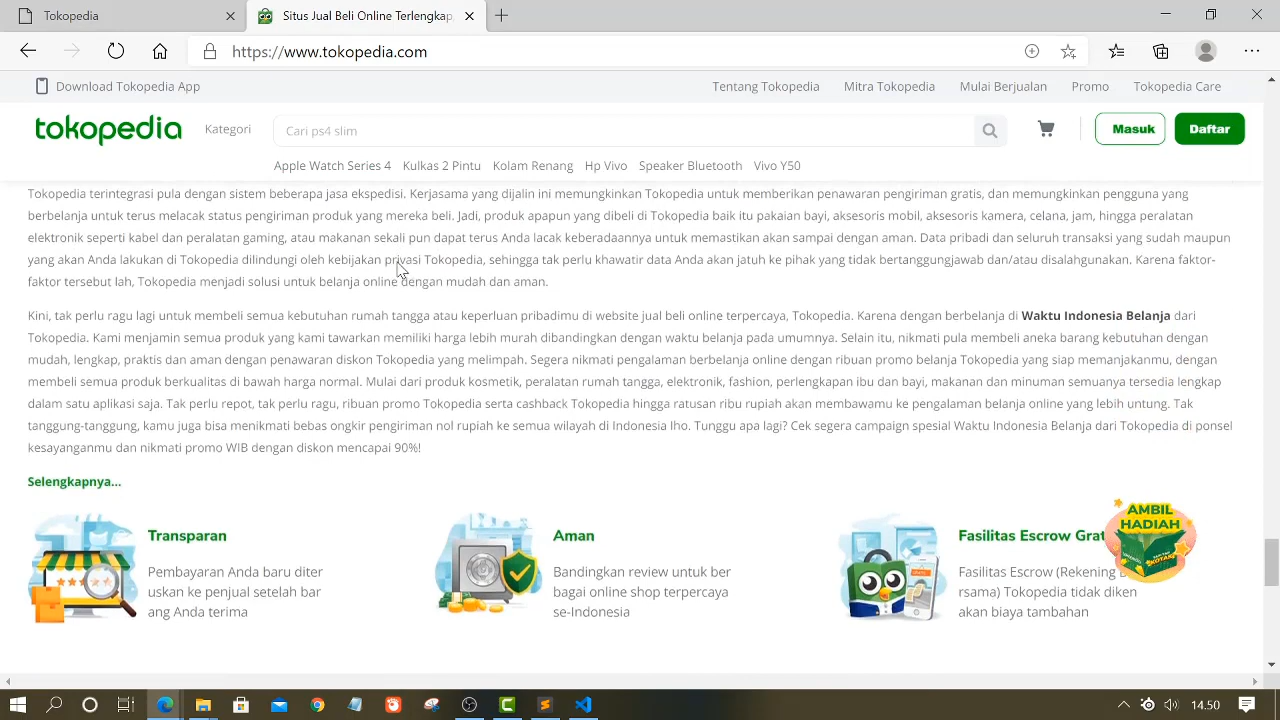 Tokopedia
Situs Jual Beli Online Terlengkap
https://www.tokopedia.com
Download Tokopedia App
Tentang Tokopedia Mitra Tokopedia Mulai Berjualan Promo Tokopedia Care
tokopedia Kategori Cari ps4 slim Masuk Daftar
Apple Watch Series 4 Kulkas 2 Pintu Kolam Renang Hp Vivo Speaker Bluetooth Vivo Y50
Tokopedia terintegrasi pula dengan sistem beberapa jasa ekspedisi. Kerjasama yang dijalin ini memungkinkan Tokopedia untuk memberikan penawaran pengiriman gratis, dan memungkinkan pengguna yang
berbelanja untuk terus melacak status pengiriman produk yang mereka beli. Jadi, produk apapun yang dibeli di Tokopedia baik itu pakaian bayi, aksesoris mobil, aksesoris kamera, celana, jam, hingga peralatan
elektronik seperti kabel dan peralatan gaming, atau makanan sekali pun dapat terus Anda lacak keberadaannya untuk memastikan akan sampai dengan aman. Data pribadi dan seluruh transaksi yang sudah maupun
yang akan Anda lakukan di Tokopedia dilindungi oleh kebijakan privasi Tokopedia, sehingga tak perlu khawatir data Anda akan jatuh ke pihak yang tidak bertanggungjawab dan/atau disalahgunakan. Karena faktor-
faktor tersebut lah, Tokopedia menjadi solusi untuk belanja online dengan mudah dan aman.
Kini, tak perlu ragu lagi untuk membeli semua kebutuhan rumah tangga atau keperluan pribadimu di website jual beli online terpercaya, Tokopedia. Karena dengan berbelanja di Waktu Indonesia Belanja dari
Tokopedia. Kami menjamin semua produk yang kami tawarkan memiliki harga lebih murah dibandingkan dengan waktu belanja pada umumnya. Selain itu, nikmati pula membeli aneka barang kebutuhan dengan
mudah, lengkap, praktis dan aman dengan penawaran diskon Tokopedia yang melimpah. Segera nikmati pengalaman berbelanja online dengan ribuan promo belanja Tokopedia yang siap memanjakanmu, dengan
membeli semua produk berkualitas di bawah harga normal. Mulai dari produk kosmetik, peralatan rumah tangga, elektronik, fashion, perlengkapan ibu dan bayi, makanan dan minuman semuanya tersedia lengkap
dalam satu aplikasi saja. Tak perlu repot, tak perlu ragu, ribuan promo Tokopedia serta cashback Tokopedia hingga ratusan ribu rupiah akan membawamu ke pengalaman belanja online yang lebih untung. Tak
tanggung-tanggung, kamu juga bisa menikmati bebas ongkir pengiriman nol rupiah ke semua wilayah di Indonesia lho. Tunggu apa lagi? Cek segera campaign spesial Waktu Indonesia Belanja dari Tokopedia di ponsel
kesayanganmu dan nikmati promo WIB dengan diskon mencapai 90%!
Selengkapnya...
Transparan
Pembayaran Anda baru diter
uskan ke penjual setelah bar
ang Anda terima
Aman
Bandingkan review untuk ber
bagai online shop terpercaya
se-Indonesia
Fasilitas Escrow Grat
Fasilitas Escrow (Rekening
rsama) Tokopedia tidak diken
akan biaya tambahan
AMBIL
HADIAH
14.50